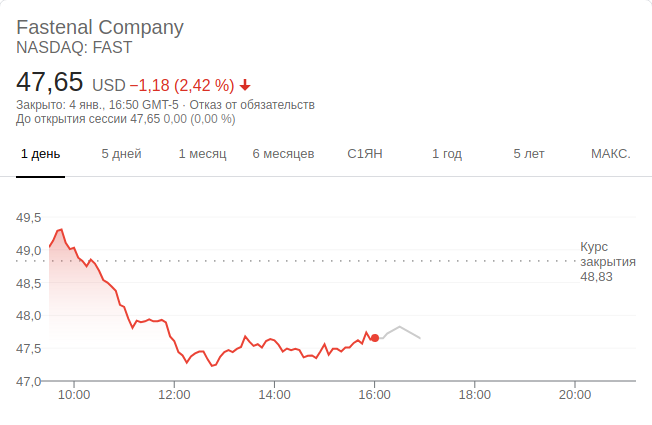 Fastenal Company
NASDAQ: FAST
47,65 USD −1,18 (2,42 %)
Закрыто: 4 янв., 16:50 GMT-5 · Отказ от обязательств
До открытия сессии 47,65 0,00 (0,00 %)
1 день 5 дней 1 месяц 6 месяцев С1ЯН 1 год 5 лет МАКС.
49,5
49,0
48,5
48,0
47,5
47,0
Курс
закрытия
48,83
10:00 12:00 14:00 16:00 18:00 20:00